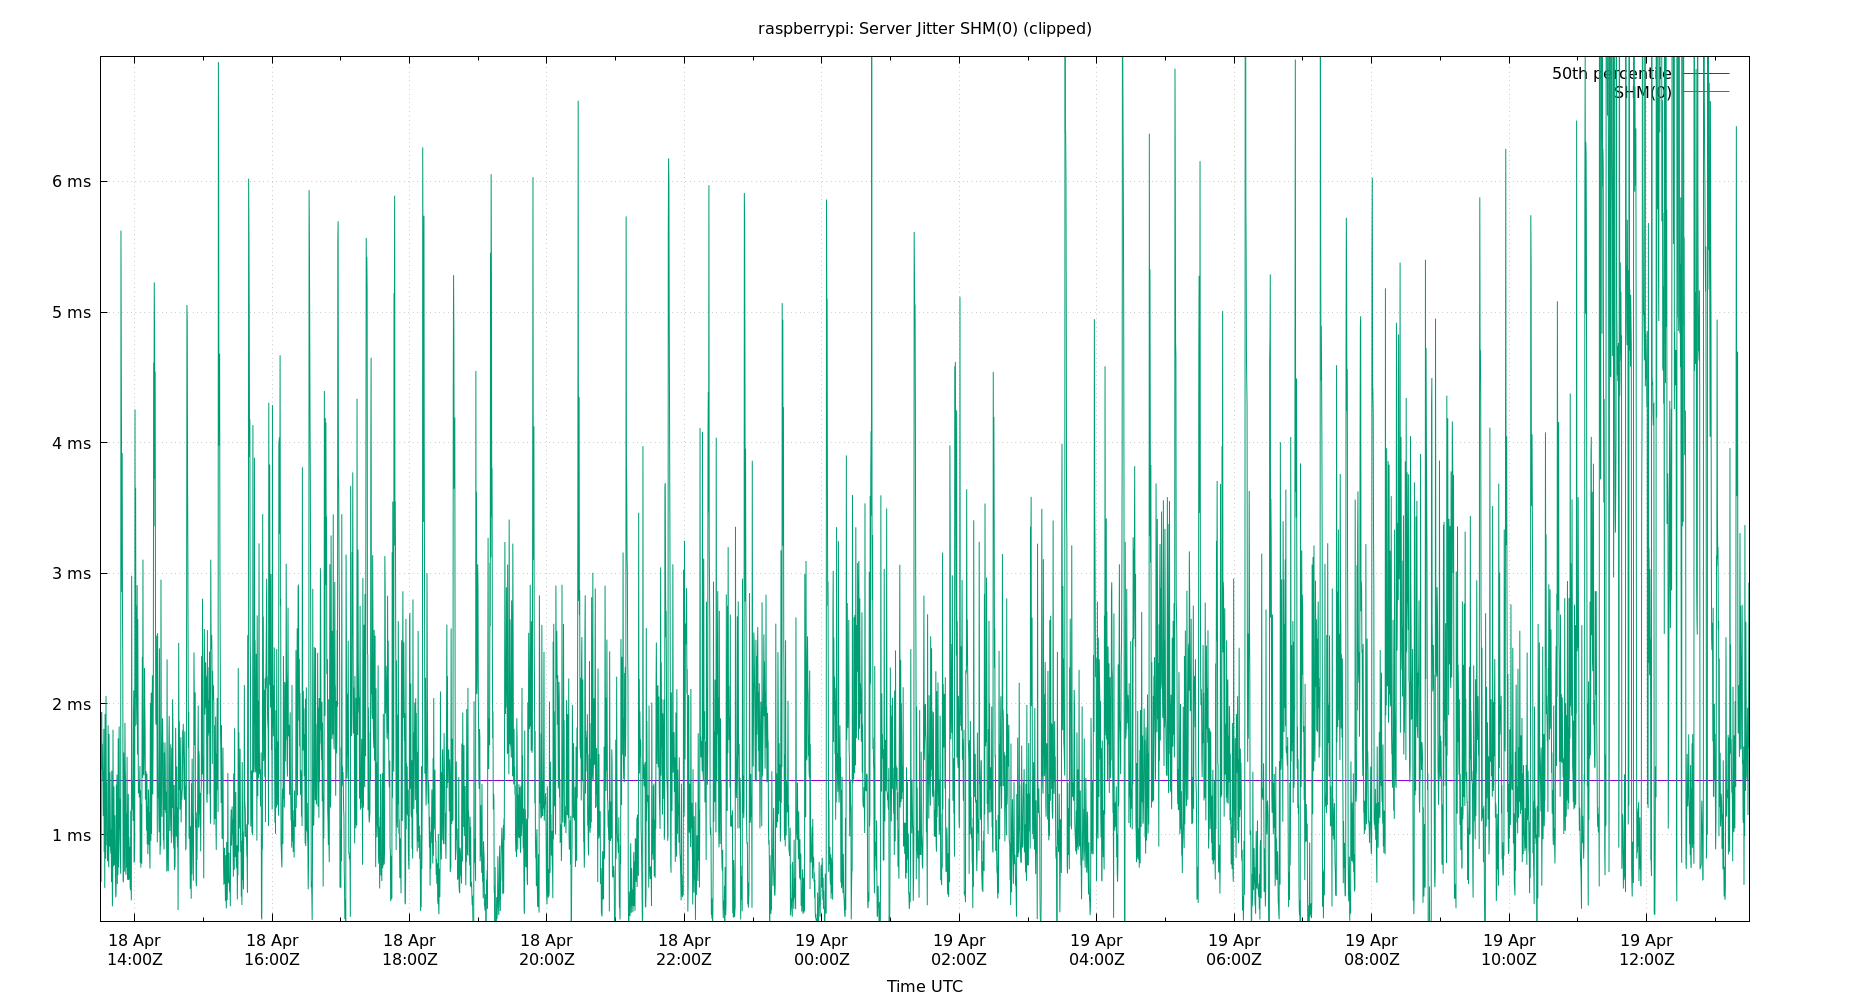 raspberrypi: Server Jitter SHM(0) (clipped)
50th percentile
SHM(0)
6 ms
5 ms
4 ms
3 ms
2 ms
1 ms
18 Apr 18 Apr 18 Apr 18 Apr 18 Apr 19 Apr 19 Apr 19 Apr 19 Apr 19 Apr 19 Apr 19 Apr
14:00Z 16:00Z 18:00Z 20:00Z 22:00Z 00:00Z 02:00Z 04:00Z 06:00Z 08:00Z 10:00Z 12:00Z
Time UTC